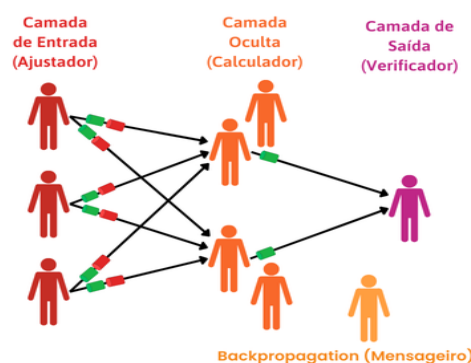 Camada
de Entrada
(Ajustador)
Camada
Oculta
(Calculador)
Camada de
Saída
(Verificador)
Backpropagation (Mensageiro)